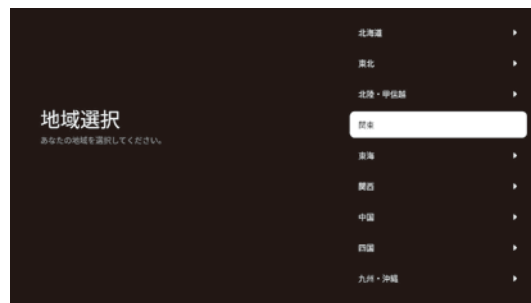 地域選択
あなたの地域を選択してください。
北海道
東北
北陸・甲信越
関東
東海
関西
中国
四国
九州・沖縄